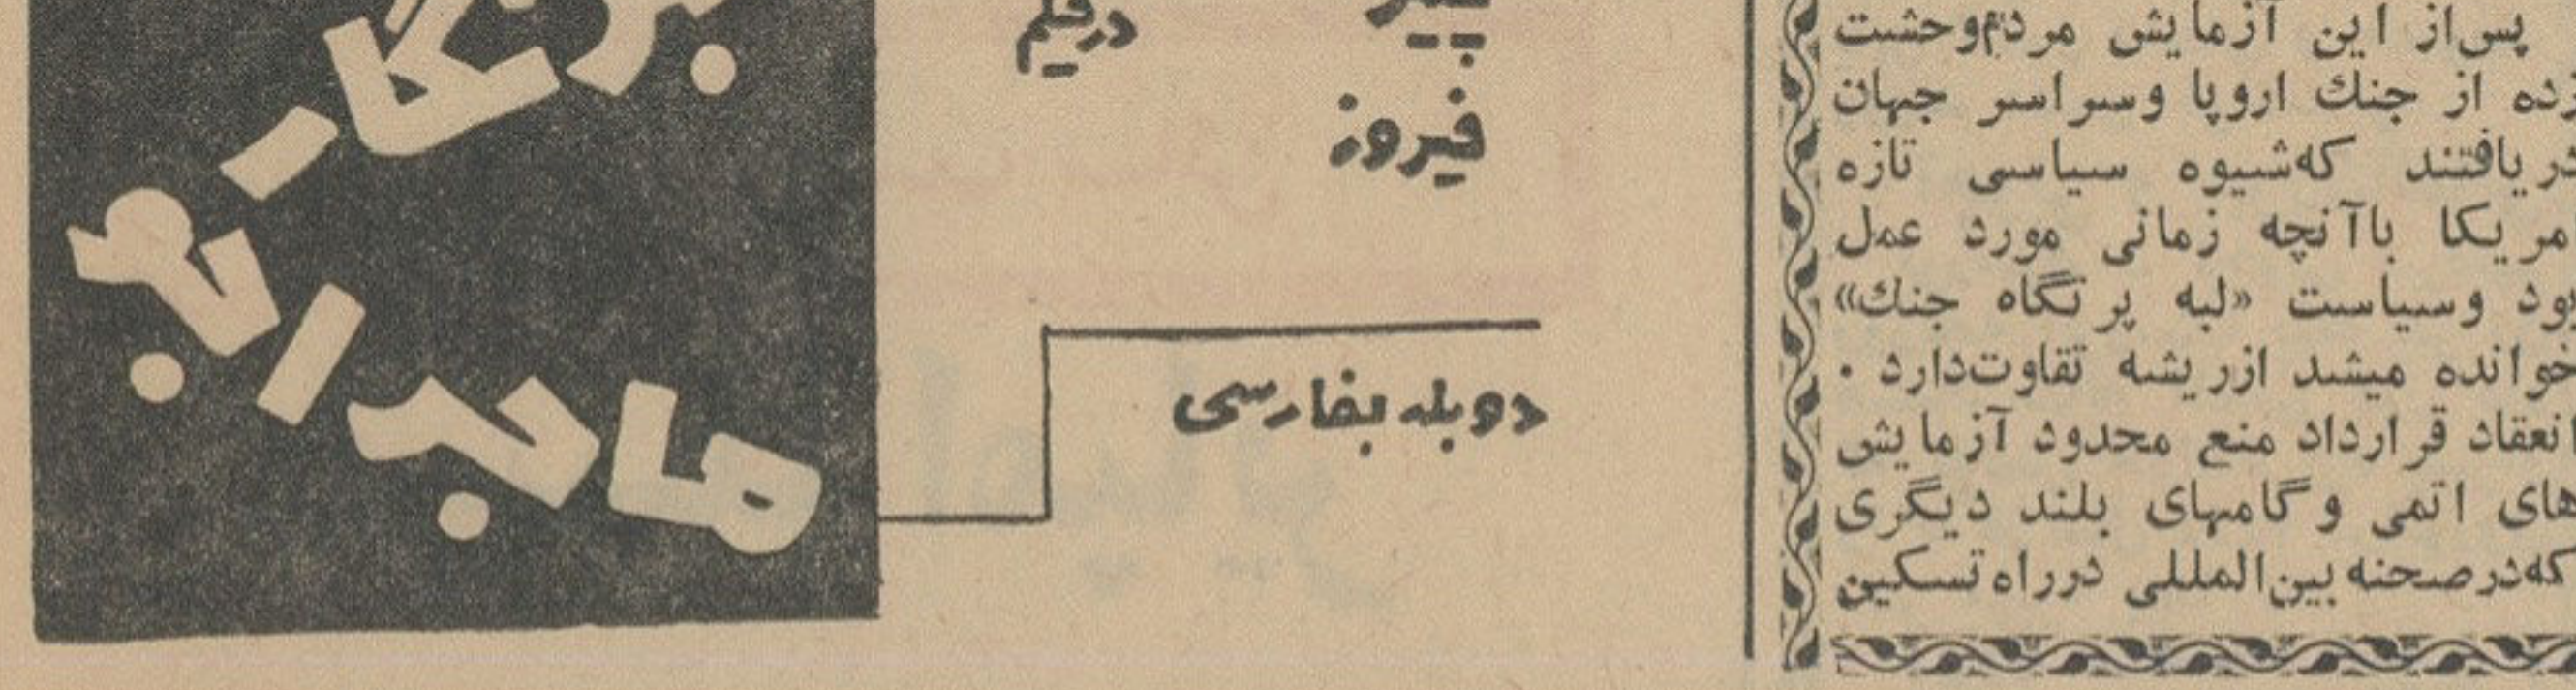 پس‌از این آزمایش مردم‌وحشت
زده از جنك اروپا وسراسر جهان
دریافتند که‌شیوه سیاسی تازه
مریکا باآنچه زمانی مورد عمل
بود وسیاست «لبه پرتگاه جنك»
خوانده میشد ازریشه تفاوت‌دارد .
انعقاد قرارداد منع محدود آزمایش
های اتمی وگامهای بلند دیگری
که‌درصحنه بین‌المللی درراه تسکین
درفیلم
فیروز
دوبله بفارسی
ماجرای